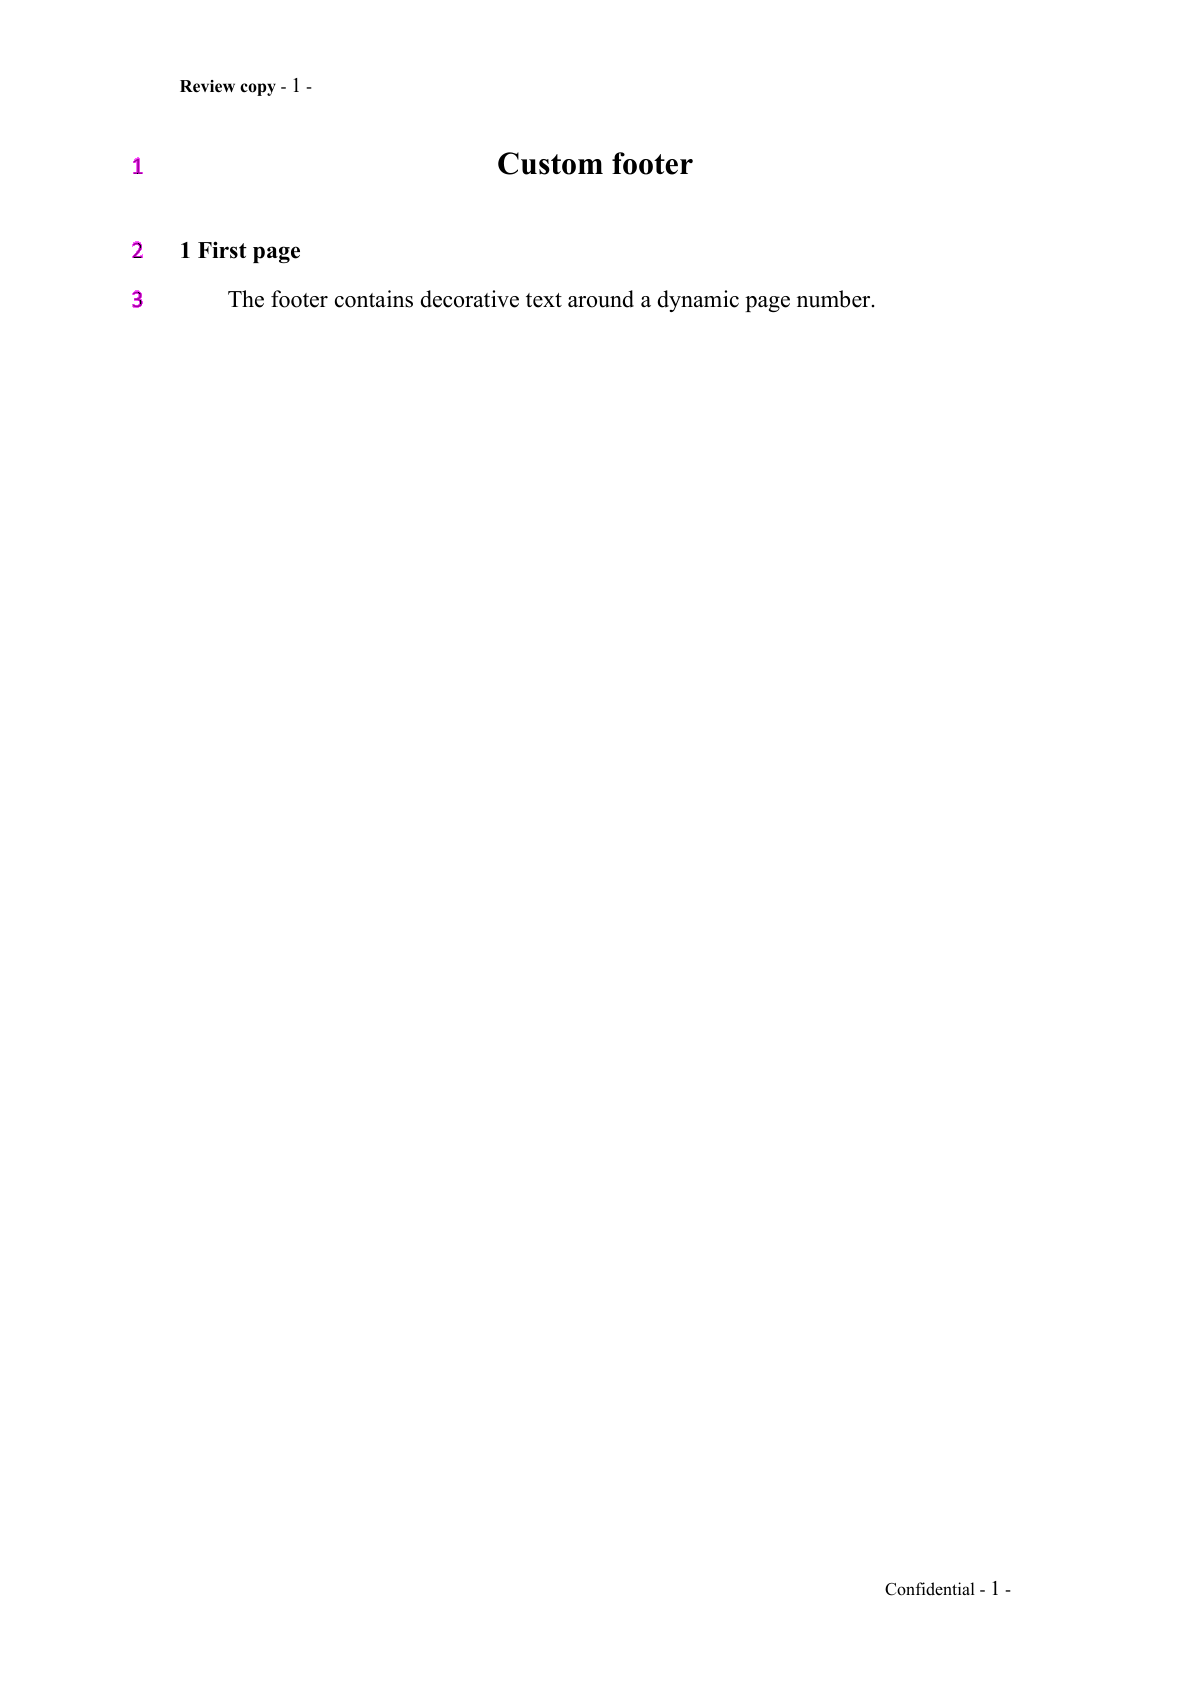 Review copy - 1 -
1 Custom footer
2 1 First page
3 The footer contains decorative text around a dynamic page number.
Confidential - 1 -